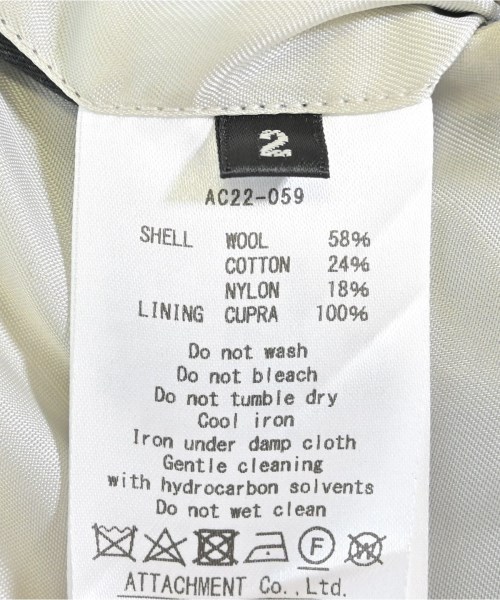 2
AC22-059
SHELL WOOL 58%
COTTON 24%
NYLON 18%
LINING CUPRA 100%
Do not wash
Do not bleach
Do not tumble dry
Cool iron
Iron under damp cloth
Gentle cleaning
with hydrocarbon solvents
Do not wet clean
F W
ATTACHMENT Co.,Ltd.